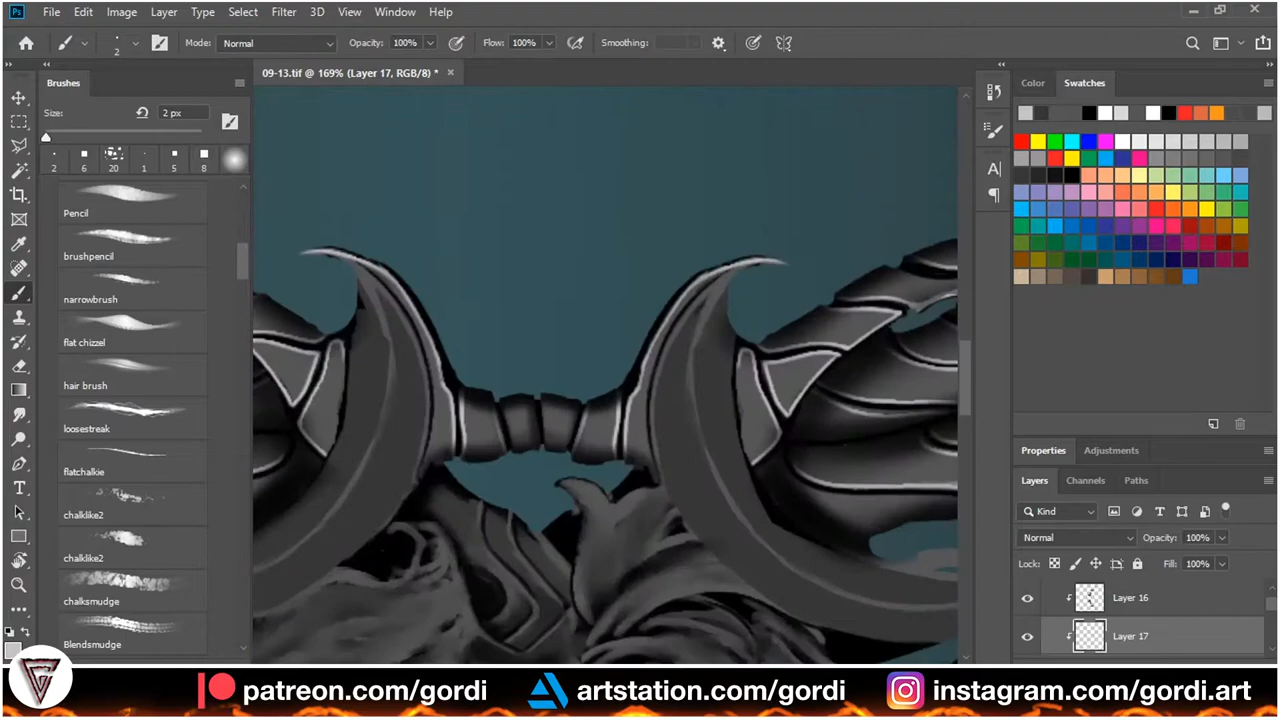 Ps File Edit Image Layer Type Select Filter 3D View Window Help
2 Mode: Normal Opacity: 100% Flow: 100% Smoothing:
Brushes
09-13.tif @ 169% (Layer 17, RGB/8) *
Color Swatches
Size: 2 px
2 6 20 1 5 8
Pencil
brushpencil
narrowbrush
flat chizzel
hair brush
loosestreak
flatchalkie
chalklike2
chalklike2
chalksmudge
Blendsmudge
Properties Adjustments
Layers Channels Paths
Kind
Normal Opacity: 100%
Lock: Fill: 100%
Layer 16
Layer 17
patreon.com/gordi artstation.com/gordi instagram.com/gordi.art